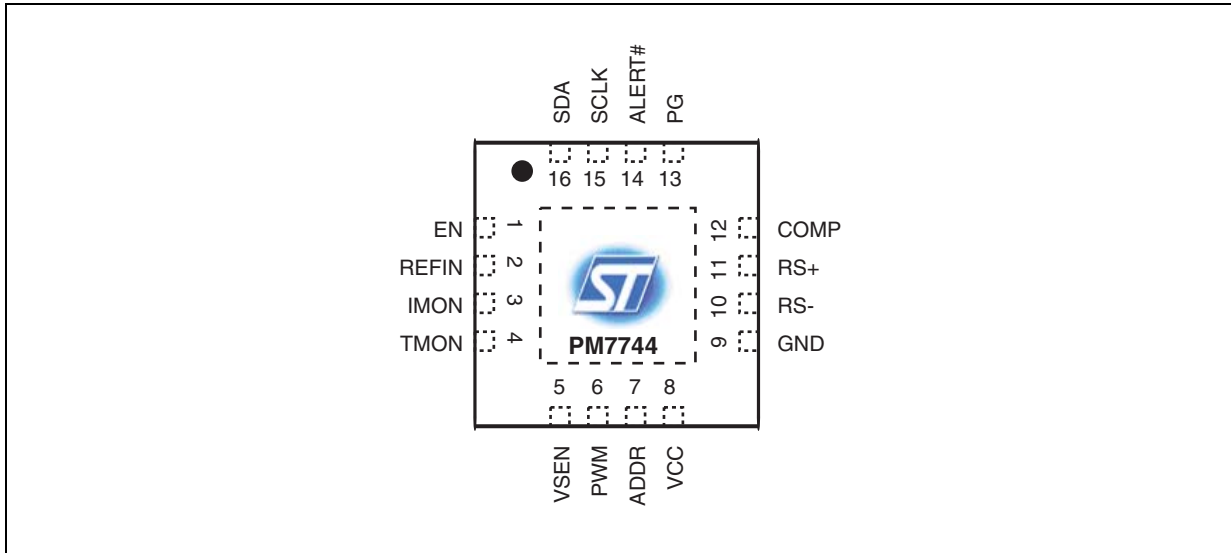 SDA SCLK ALERT# PG
16 15 14 13
EN 1 12 COMP
REFIN 2 11 RS+
IMON 3 10 RS-
TMON 4 9 GND
ST
PM7744
5 6 7 8
VSEN PWM ADDR VCC